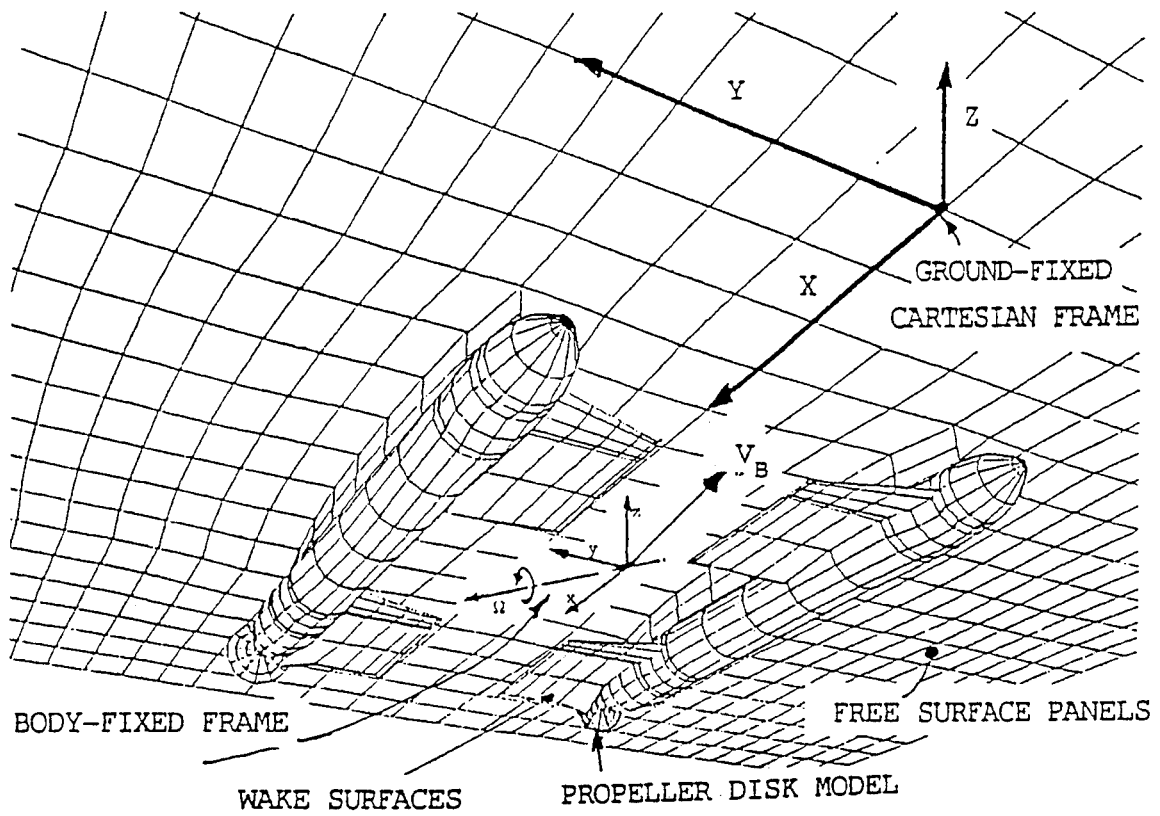 Y
Z
X
GROUND-FIXED
CARTESIAN FRAME
V B
z
y
x
Ω
BODY-FIXED FRAME
FREE SURFACE PANELS
WAKE SURFACES
PROPELLER DISK MODEL